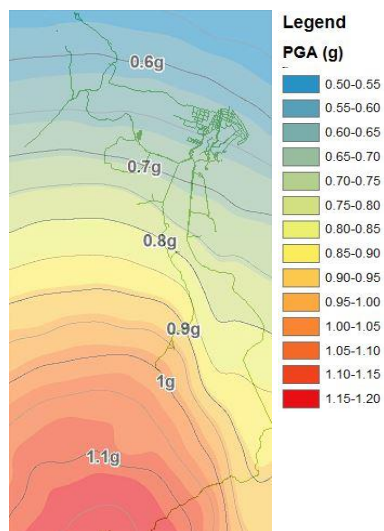 Legend
PGA (g)
0.50-0.55
0.55-0.60
0.60-0.65
0.65-0.70
0.70-0.75
0.75-0.80
0.80-0.85
0.85-0.90
0.90-0.95
0.95-1.00
1.00-1.05
1.05-1.10
1.10-1.15
1.15-1.20
0.6g
0.7g
0.8g
0.9g
1g
1.1g